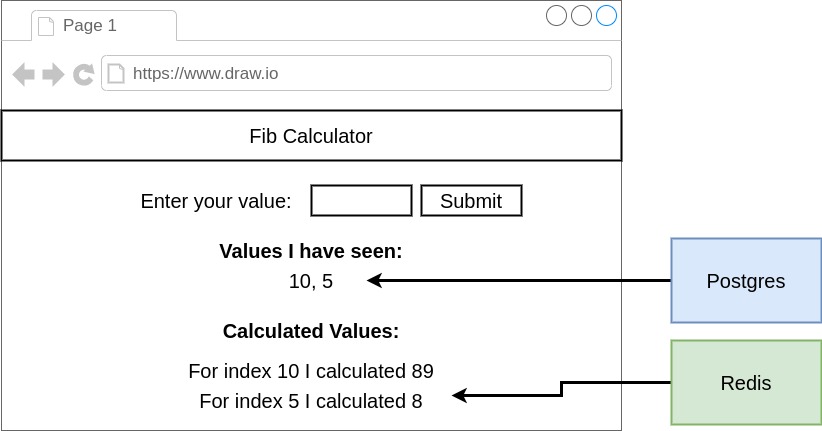 Page 1
https://www.draw.io
Fib Calculator
Enter your value: Submit
Values I have seen:
10, 5
Postgres
Calculated Values:
For index 10 I calculated 89
For index 5 I calculated 8
Redis